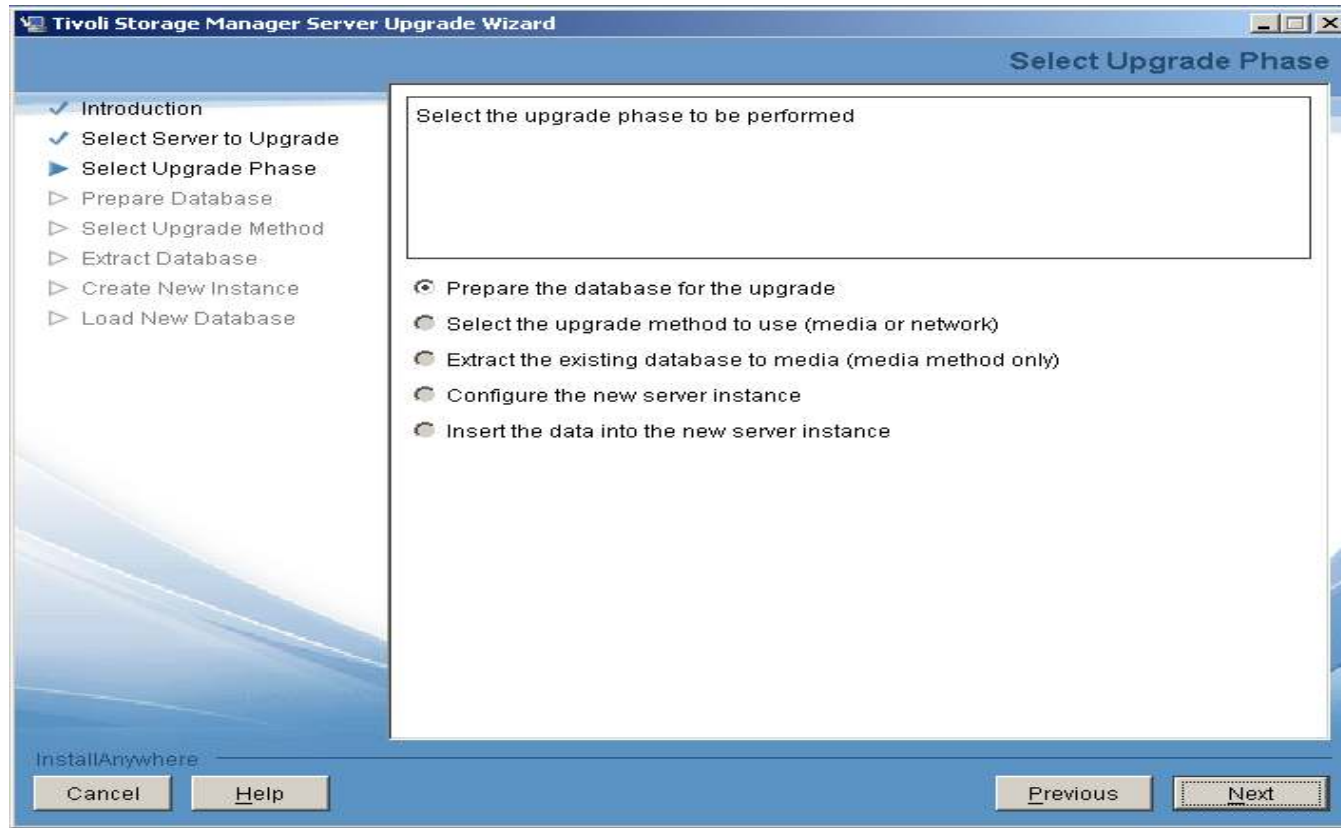 Tivoli Storage Manager Server Upgrade Wizard
Select Upgrade Phase
Introduction
Select Server to Upgrade
Select Upgrade Phase
Prepare Database
Select Upgrade Method
Extract Database
Create New Instance
Load New Database
Select the upgrade phase to be performed
Prepare the database for the upgrade
Select the upgrade method to use (media or network)
Extract the existing database to media (media method only)
Configure the new server instance
Insert the data into the new server instance
InstallAnywhere
Cancel
Help
Previous
Next